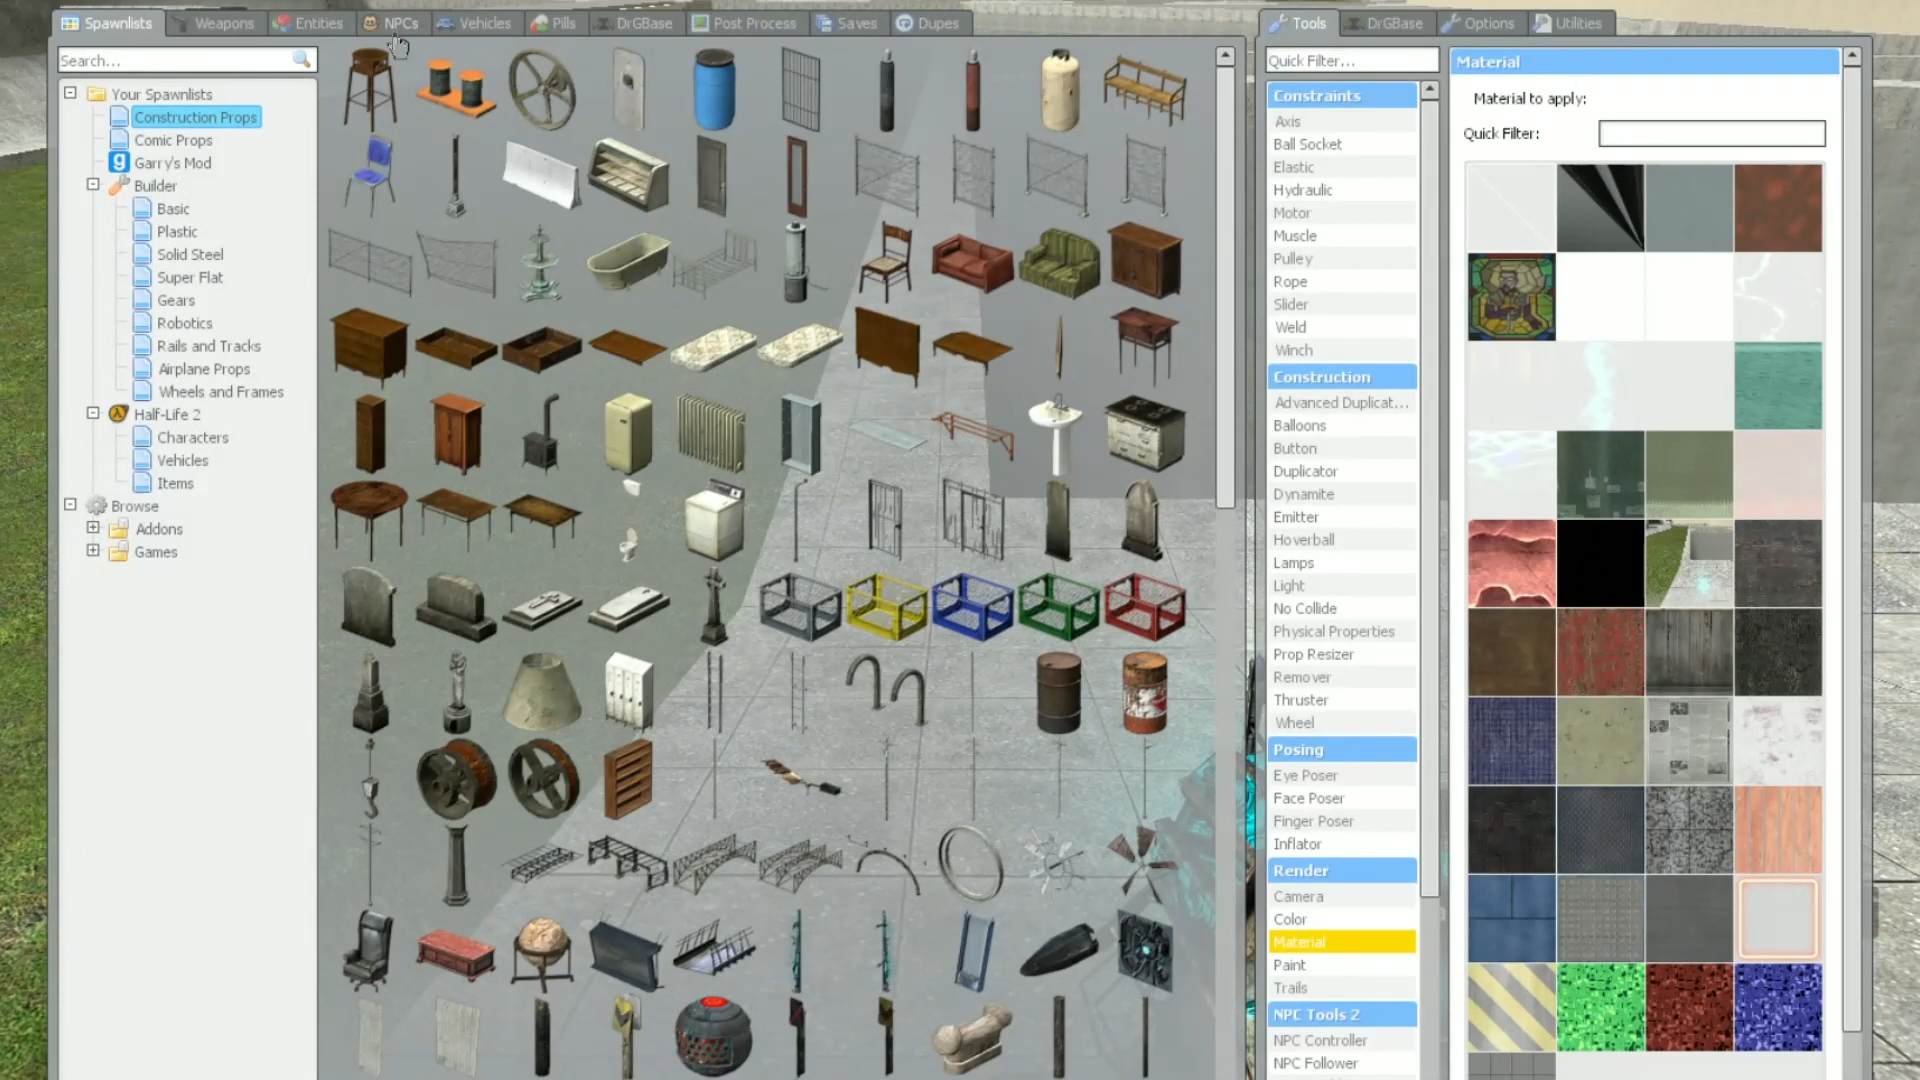 Spawnlists Weapons Entities NPCs Vehicles Pills DrGBase Post Process Saves Dupes
Search...
Your Spawnlists
Construction Props
Comic Props
Garry's Mod
Builder
Basic
Plastic
Solid Steel
Super Flat
Gears
Robotics
Rails and Tracks
Airplane Props
Wheels and Frames
Half-Life 2
Characters
Vehicles
Items
Browse
Addons
Games
Tools DrGBase Options Utilities
Quick Filter...
Constraints
Axis
Ball Socket
Elastic
Hydraulic
Motor
Muscle
Pulley
Rope
Slider
Weld
Winch
Construction
Advanced Duplicat...
Balloons
Button
Duplicator
Dynamite
Emitter
Hoverball
Lamps
Light
No Collide
Physical Properties
Prop Resizer
Remover
Thruster
Wheel
Posing
Eye Poser
Face Poser
Finger Poser
Inflator
Render
Camera
Color
Material
Paint
Trails
NPC Tools 2
NPC Controller
NPC Follower
Material
Material to apply:
Quick Filter: